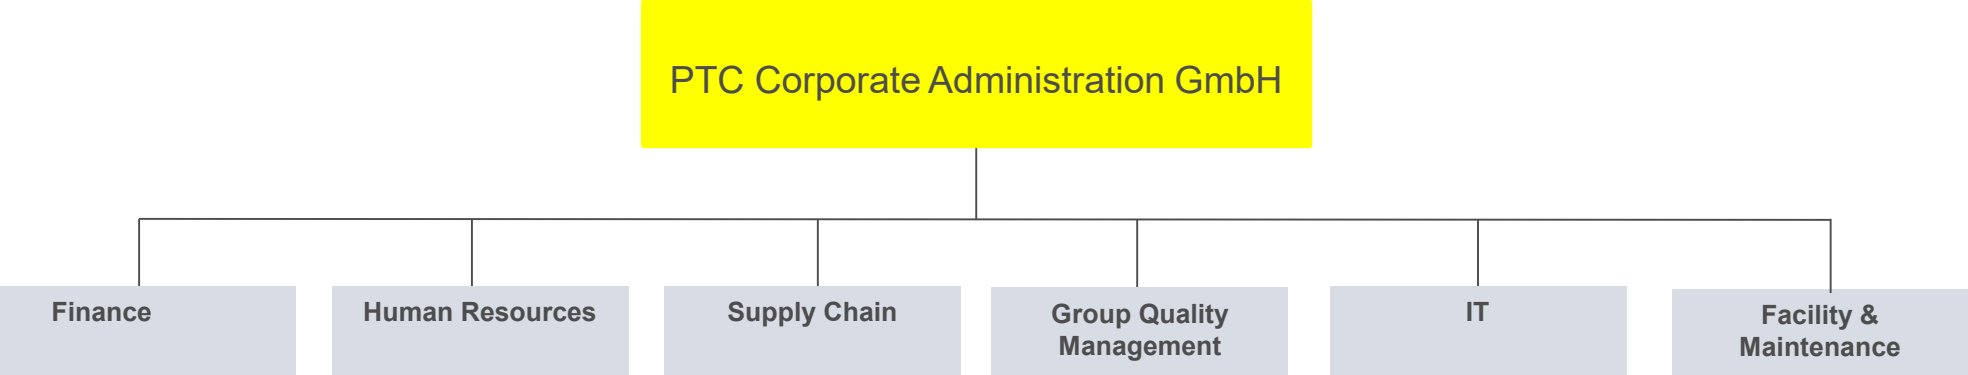 PTC Corporate Administration GmbH
Finance
Human Resources
Supply Chain
Group Quality
Management
IT
Facility &
Maintenance